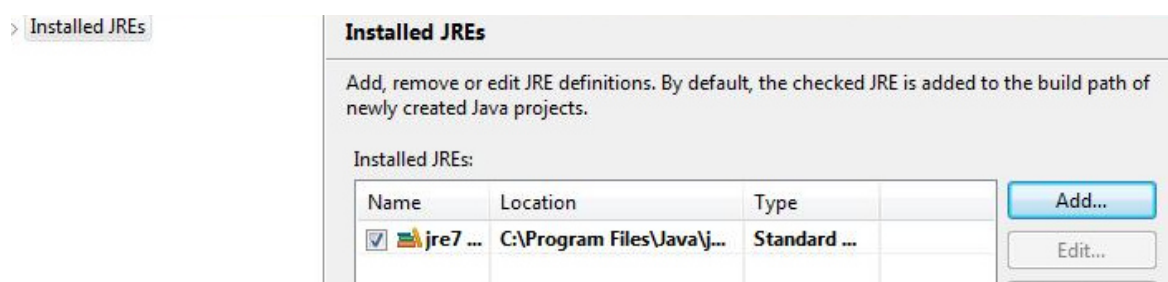 Installed JREs
Installed JREs
Add, remove or edit JRE definitions. By default, the checked JRE is added to the build path of
newly created Java projects.
Installed JREs:
Name Location Type
Add...
jre7 ... C:\Program Files\Java\j... Standard ...
Edit...